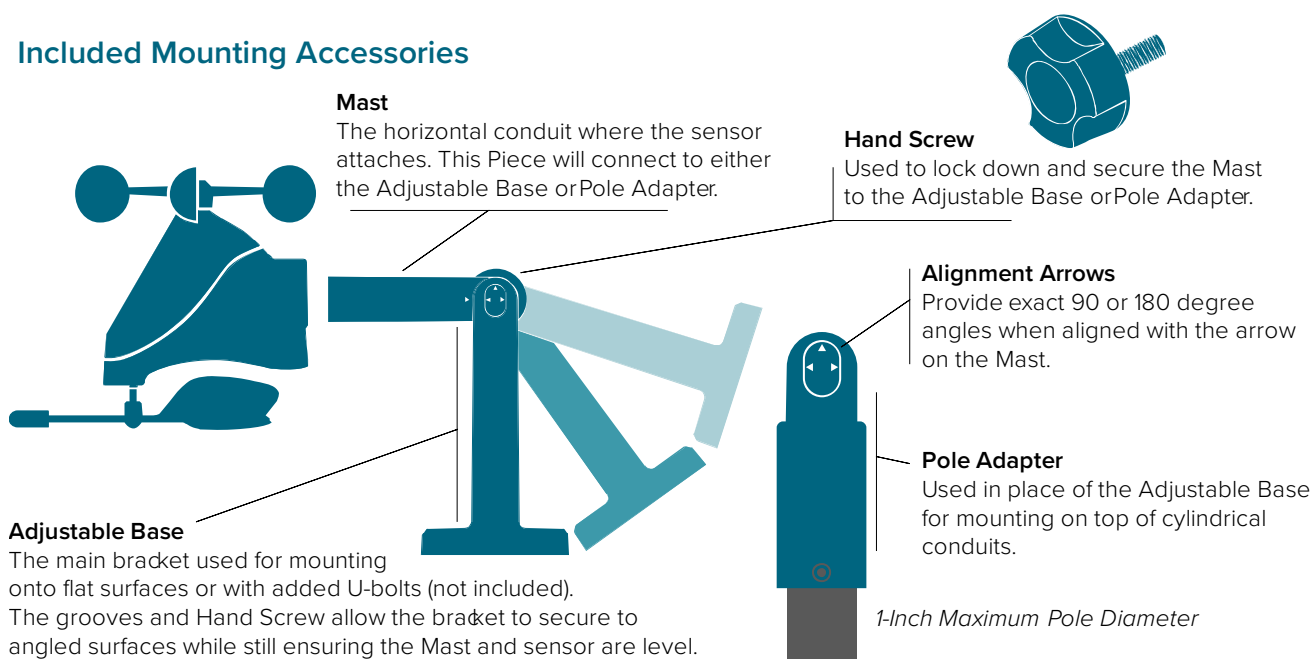 Included Mounting Accessories
Mast
The horizontal conduit where the sensor
attaches. This Piece will connect to either
the Adjustable Base or Pole Adapter.
Hand Screw
Used to lock down and secure the Mast
to the Adjustable Base or Pole Adapter.
Alignment Arrows
Provide exact 90 or 180 degree
angles when aligned with the arrow
on the Mast.
Pole Adapter
Used in place of the Adjustable Base
for mounting on top of cylindrical
conduits.
Adjustable Base
The main bracket used for mounting
onto flat surfaces or with added U-bolts (not included).
The grooves and Hand Screw allow the bracket to secure to
angled surfaces while still ensuring the Mast and sensor are level.
1-Inch Maximum Pole Diameter